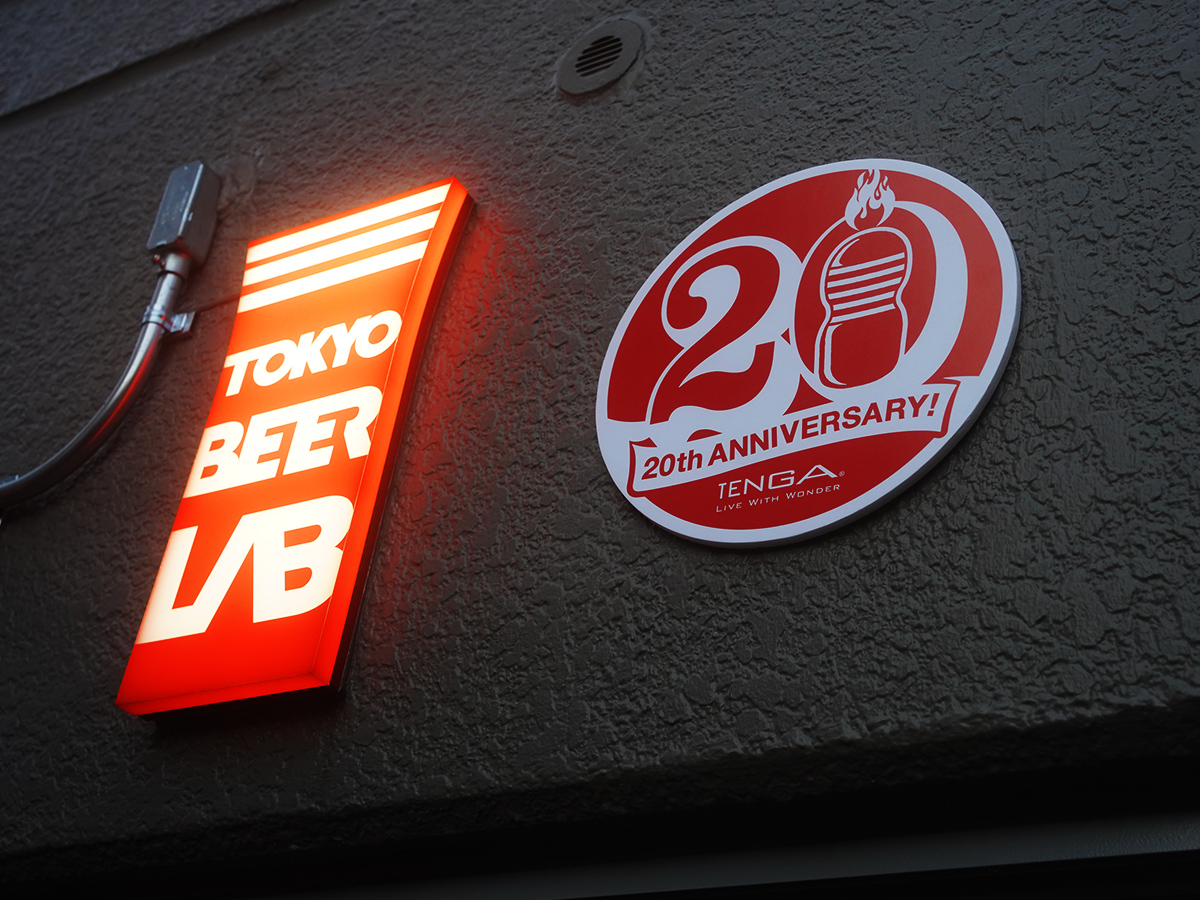 TOKYO
BEER
LAB
20
20th ANNIVERSARY!
TENGA®
LIVE WITH WONDER